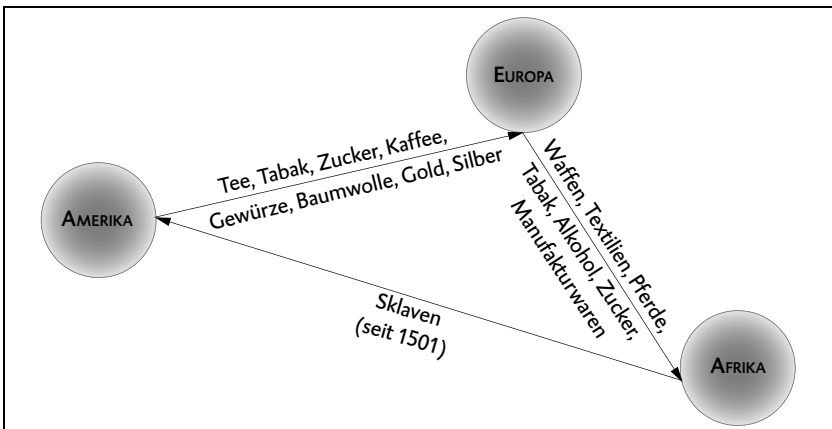 EUROPA
Tee, Tabak, Zucker, Kaffee,
Gewürze, Baumwolle, Gold, Silber
Waffen, Textilien, Pferde,
Tabak, Alkohol, Zucker,
Manufakturwaren
AMERIKA
Sklaven
(seit 1501)
AFRIKA